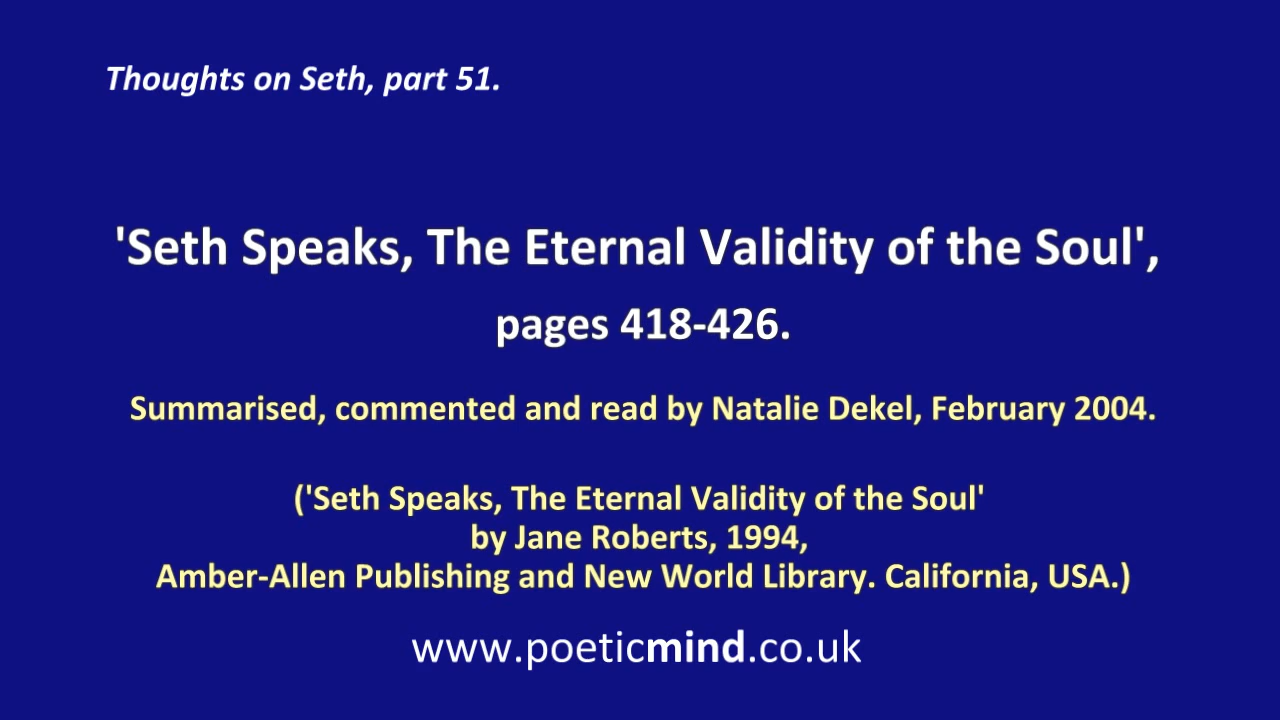 Thoughts on Seth, part 51.
'Seth Speaks, The Eternal Validity of the Soul',
pages 418-426.
Summarised, commented and read by Natalie Dekel, February 2004.
('Seth Speaks, The Eternal Validity of the Soul'
by Jane Roberts, 1994,
Amber-Allen Publishing and New World Library. California, USA.)
www.poeticmind.co.uk